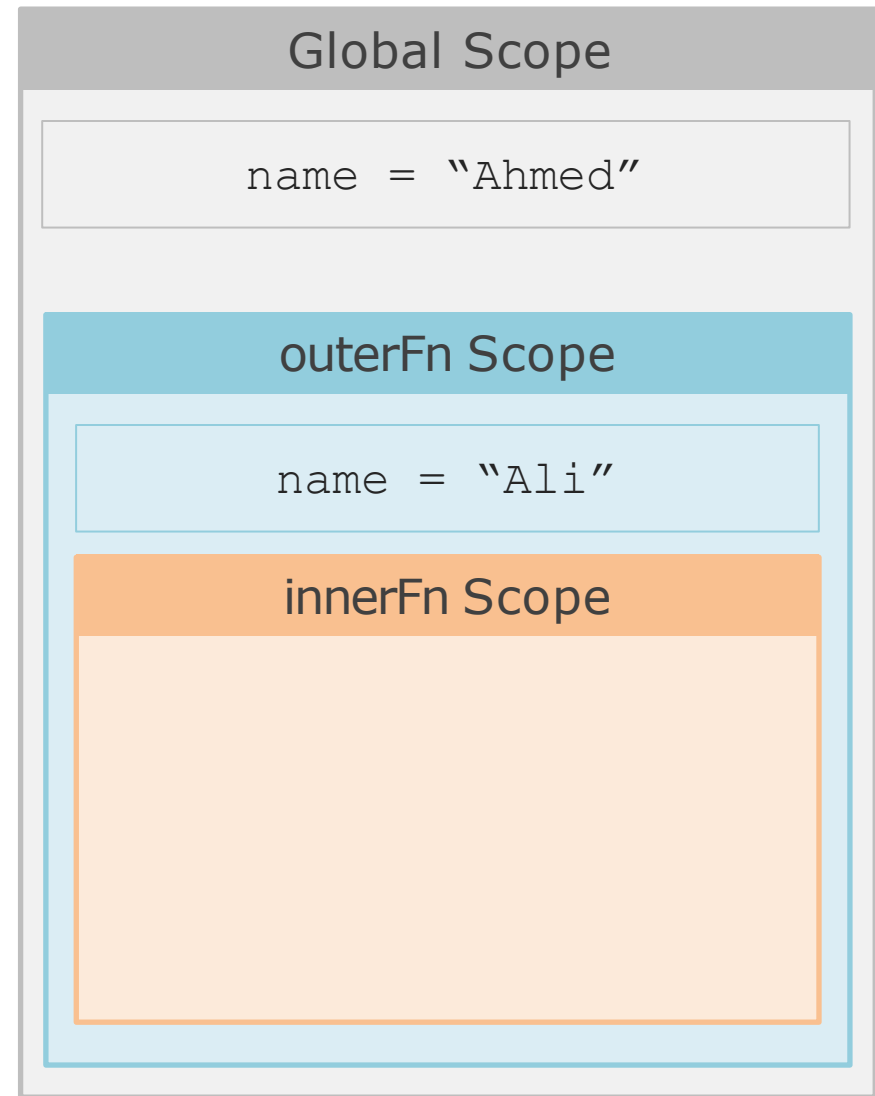 Global Scope
name = “Ahmed”
outerFn Scope
name = “Ali”
innerFn Scope